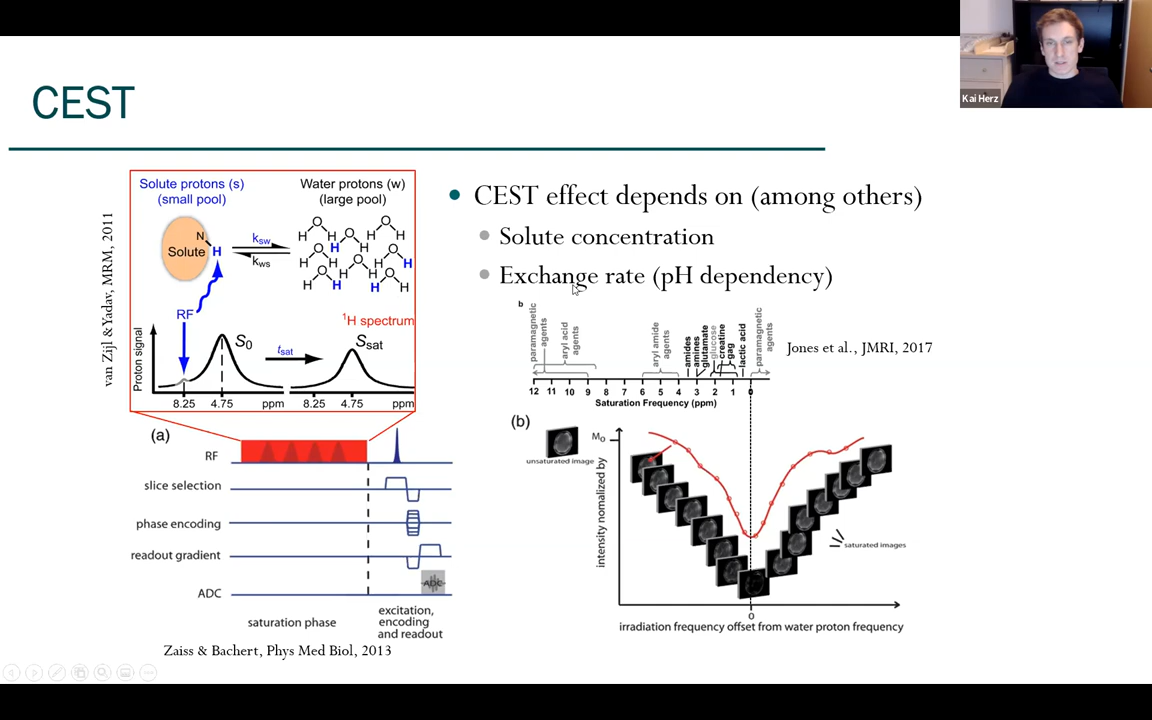 Kai Herz
CEST
van Zijl & Yadav, MRM, 2011
Solute protons (s)
(small pool)
Water protons (w)
(large pool)
Solute
N
H
ksw
kws
O
H H
O
H H
O
H H
O
H H
O
H H
O
H H
O
H H
O
H H
RF
¹H spectrum
Proton signal
S0
tsat
Ssat
8.25 4.75 ppm 8.25 4.75 ppm
(a)
RF
slice selection
phase encoding
readout gradient
ADC
ADC
saturation phase
excitation,
encoding
and readout
Zaiss & Bachert, Phys Med Biol, 2013
• CEST effect depends on (among others)
• Solute concentration
• Exchange rate (pH dependency)
b
paramagnetic
agents
aryl acid
agents
aryl amide
agents
amides
amines
glutamate
glucose
creatine
gag
lactic acid
paramagnetic
agents
12 11 10 9 8 7 6 5 4 3 2 1 0
Saturation Frequency (ppm)
Jones et al., JMRI, 2017
(b)
unsaturated image
M0
intensity nomalized by
saturated images
0
irradiation frequency offset from water proton frequency